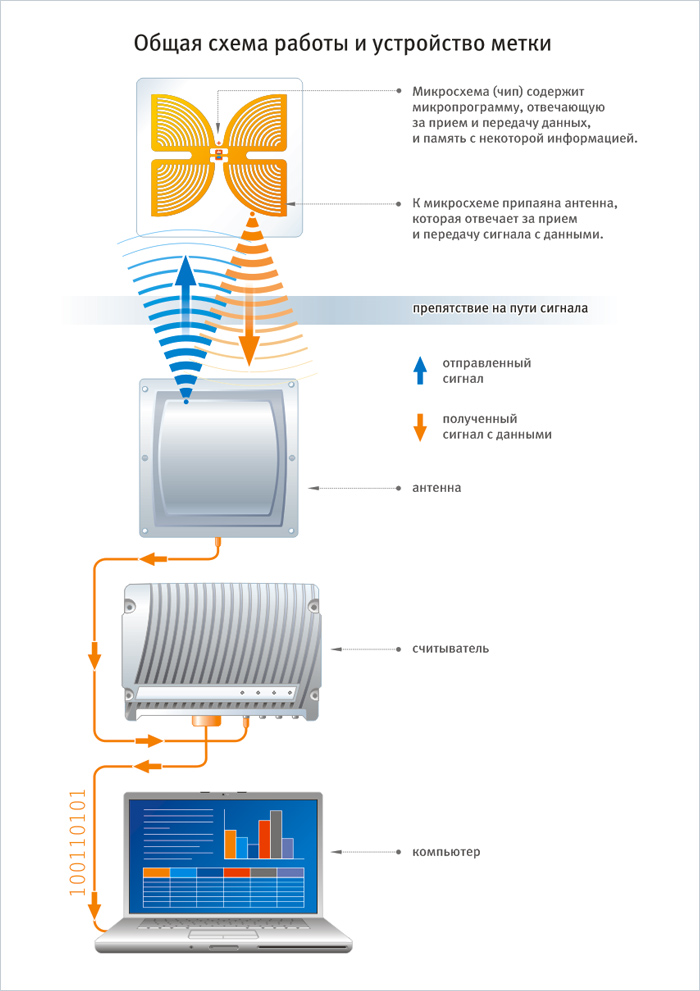 Общая схема работы и устройство метки
Микросхема (чип) содержит
микропрограмму, отвечающую
за прием и передачу данных,
и память с некоторой информацией.
К микросхеме припаяна антенна,
которая отвечает за прием
и передачу сигнала с данными.
препятствие на пути сигнала
отправленный
сигнал
полученный
сигнал с данными
антенна
считыватель
100110101
компьютер